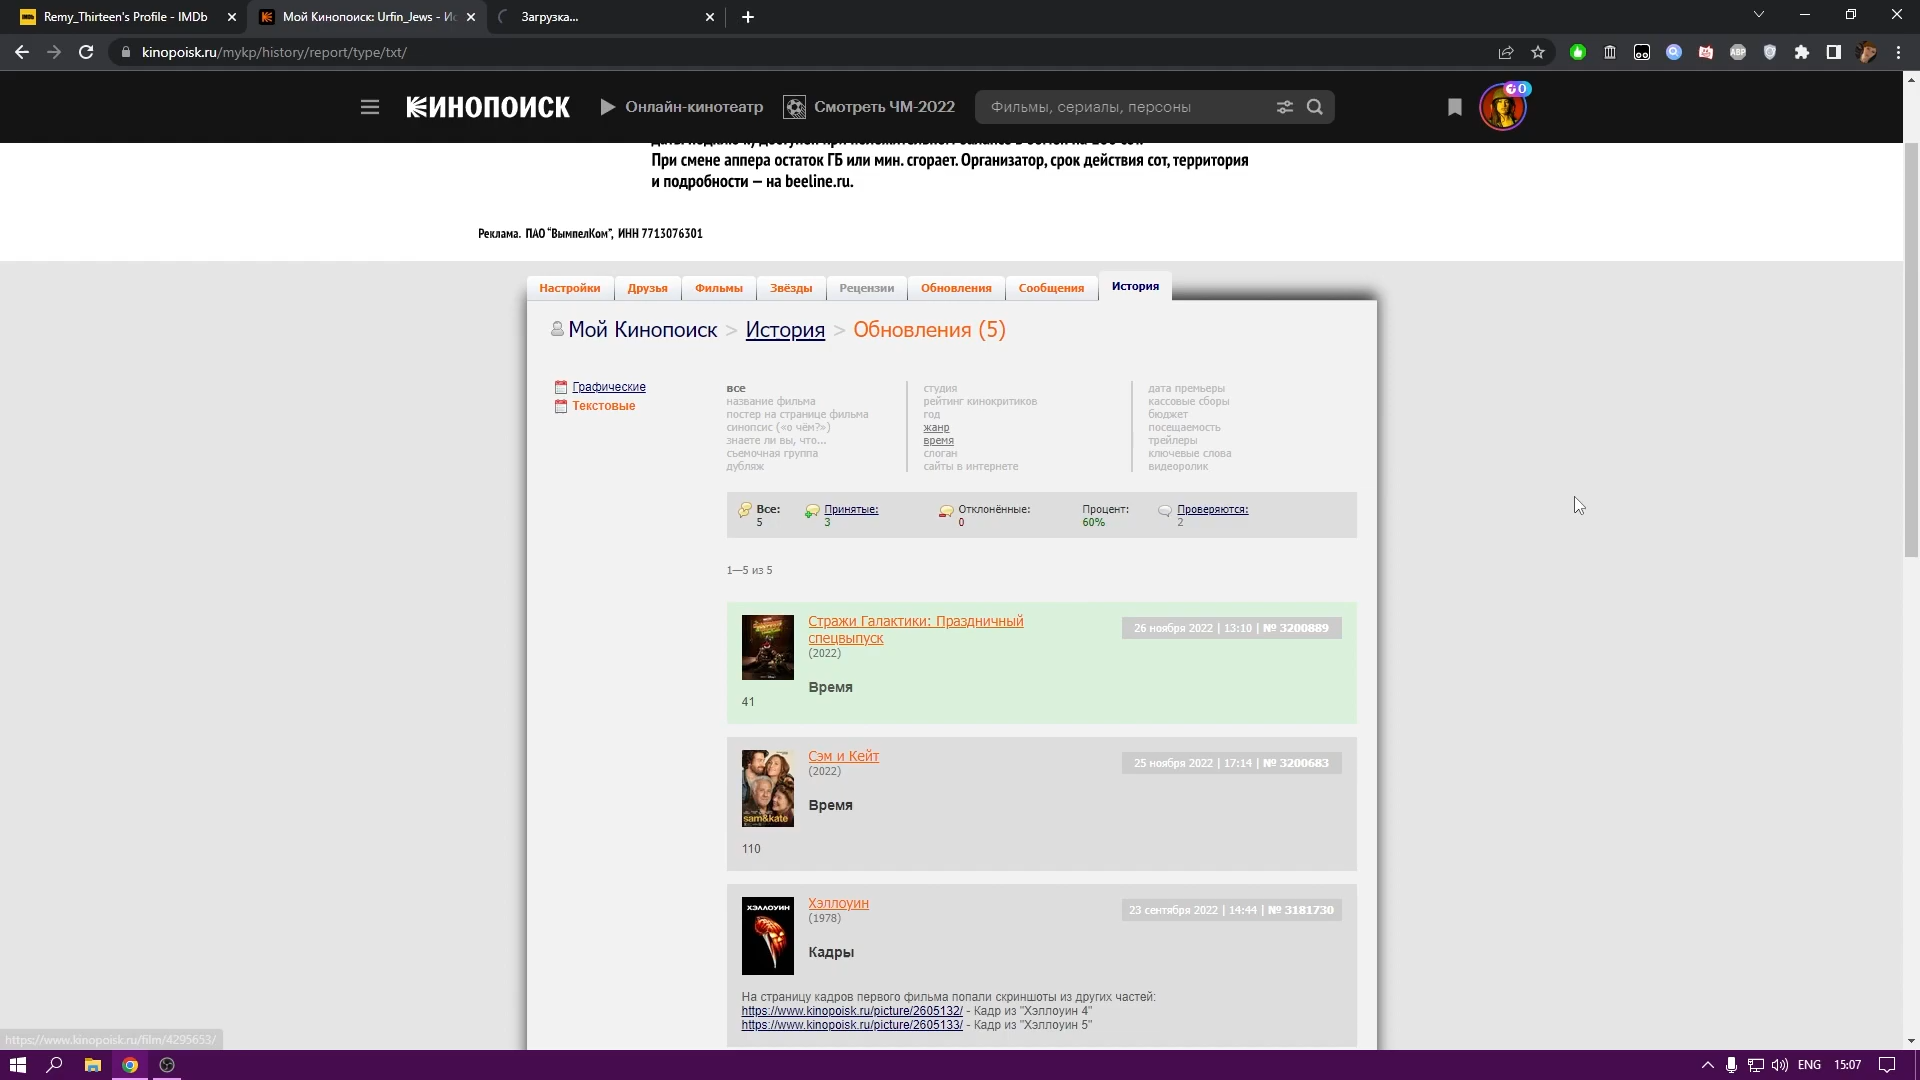 Remy_Thirteen's Profile - IMDb
Мой Кинопоиск: Urfin_Jews - Ис
Загрузка...
kinopoisk.ru/mykp/history/report/type/txt/
ABP
КИНОПОИСК
Онлайн-кинотеатр
Смотреть ЧМ-2022
Фильмы, сериалы, персоны
0
При смене аппера остаток ГБ или мин. сгорает. Организатор, срок действия сот, территория
и подробности — на beeline.ru.
Реклама. ПАО "ВымпелКом", ИНН 7713076301
Настройки
Друзья
Фильмы
Звёзды
Рецензии
Обновления
Сообщения
История
Мой Кинопоиск > История > Обновления (5)
Графические
Текстовые
все
название фильма
постер на странице фильма
синопсис («о чём?»)
знаете ли вы, что...
съемочная группа
дубляж
студия
рейтинг кинокритиков
год
жанр
время
слоган
сайты в интернете
дата премьеры
кассовые сборы
бюджет
посещаемость
трейлеры
ключевые слова
видеоролик
Все:
5
Принятые:
3
Отклонённые:
0
Процент:
60%
Проверяются:
2
1—5 из 5
Стражи Галактики: Праздничный
спецвыпуск
(2022)
26 ноября 2022 | 13:10 | № 3200889
Время
41
Сэм и Кейт
(2022)
25 ноября 2022 | 17:14 | № 3200683
Время
sam&kate
110
Хэллоуин
(1978)
23 сентября 2022 | 14:44 | № 3181730
ХЭЛЛОУИН
Кадры
На страницу кадров первого фильма попали скриншоты из других частей:
https://www.kinopoisk.ru/picture/2605132/ - Кадр из "Хэллоуин 4"
https://www.kinopoisk.ru/picture/2605133/ - Кадр из "Хэллоуин 5"
https://www.kinopoisk.ru/film/4295653/
ENG
15:07